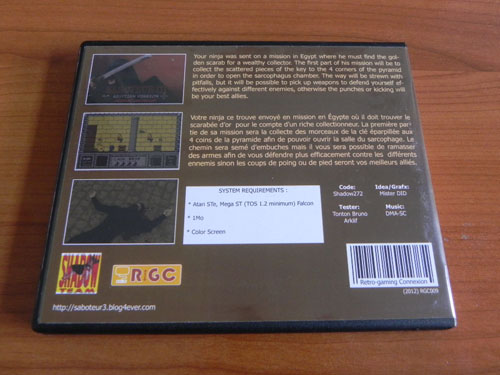 Your ninja was sent on a mission in Egypt where he must find the gol-
den scarab for a wealthy collector. The first part of his mission will be to
collect the scattered pieces of the key to the 4 corners of the pyramid
in order to open the sarcophagus chamber. The way will be strewn with
pitfalls, but it will be possible to pick up weapons to defend yourself ef-
fectively against different enemies, otherwise the punches or kicking will
be your best allies.
Votre ninja ce trouve envoyé en mission en Égypte où il doit trouver le
scarabée d'or pour le compte d'un riche collectionneur. La première par-
tie de sa mission sera la collecte des morceaux de la clé éparpillée aux
4 coins de la pyramide afin de pouvoir ouvrir la salle du sarcophage. Le
chemin sera semé d'embuches mais il vous sera possible de ramasser
des armes afin de vous défendre plus efficacement contre les différents
ennemis sinon les coups de poing ou de pied seront vos meilleurs alliés.
SYSTEM REQUIREMENTS :
* Atari STe, Mega ST (TOS 1.2 minimum) Falcon
* 1Mo
* Color Screen
Code:
Shadow272
Idea/Grafx:
Mister DID
Tester:
Tonton Bruno
Arklif
Music:
DMA-SC
SHADOW
RGC
Retro-gaming Connexion
(2012) RGC009
http://saboteur3.blog4ever.com/